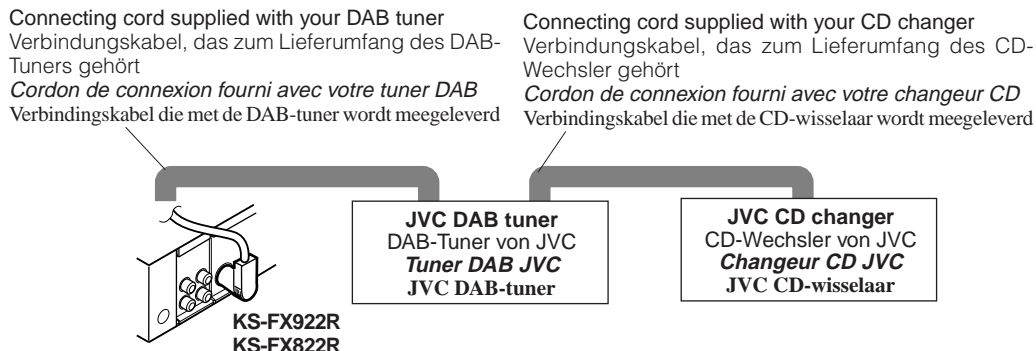 Connecting cord supplied with your DAB tuner
Verbindungskabel, das zum Lieferumfang des DAB-
Tuners gehört
Cordon de connexion fourni avec votre tuner DAB
Verbindingskabel die met de DAB-tuner wordt meegeleverd
Connecting cord supplied with your CD changer
Verbindungskabel, das zum Lieferumfang des CD-
Wechsler gehört
Cordon de connexion fourni avec votre changeur CD
Verbindingskabel die met de CD-wisselaar wordt meegeleverd
JVC DAB tuner
DAB-Tuner von JVC
Tuner DAB JVC
JVC DAB-tuner
JVC CD changer
CD-Wechsler von JVC
Changeur CD JVC
JVC CD-wisselaar
KS-FX922R
KS-FX822R